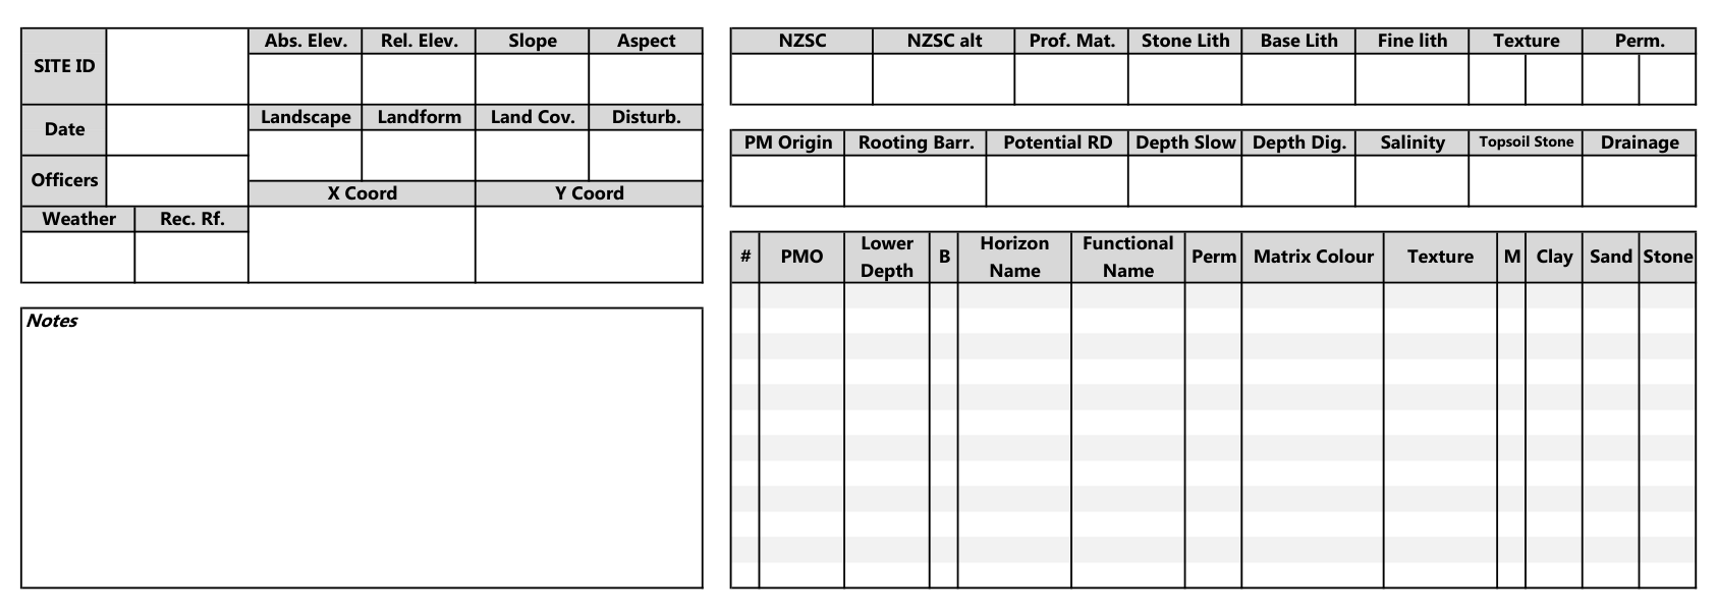 SITE ID
Abs. Elev. Rel. Elev. Slope Aspect
Date
Landscape Landform Land Cov. Disturb.
Officers
X Coord Y Coord
Weather Rec. Rf.
Notes
NZSC NZSC alt Prof. Mat. Stone Lith Base Lith Fine lith Texture Perm.
PM Origin Rooting Barr. Potential RD Depth Slow Depth Dig. Salinity Topsoil Stone Drainage
# PMO Lower Depth B Horizon Name Functional Name Perm Matrix Colour Texture M Clay Sand Stone